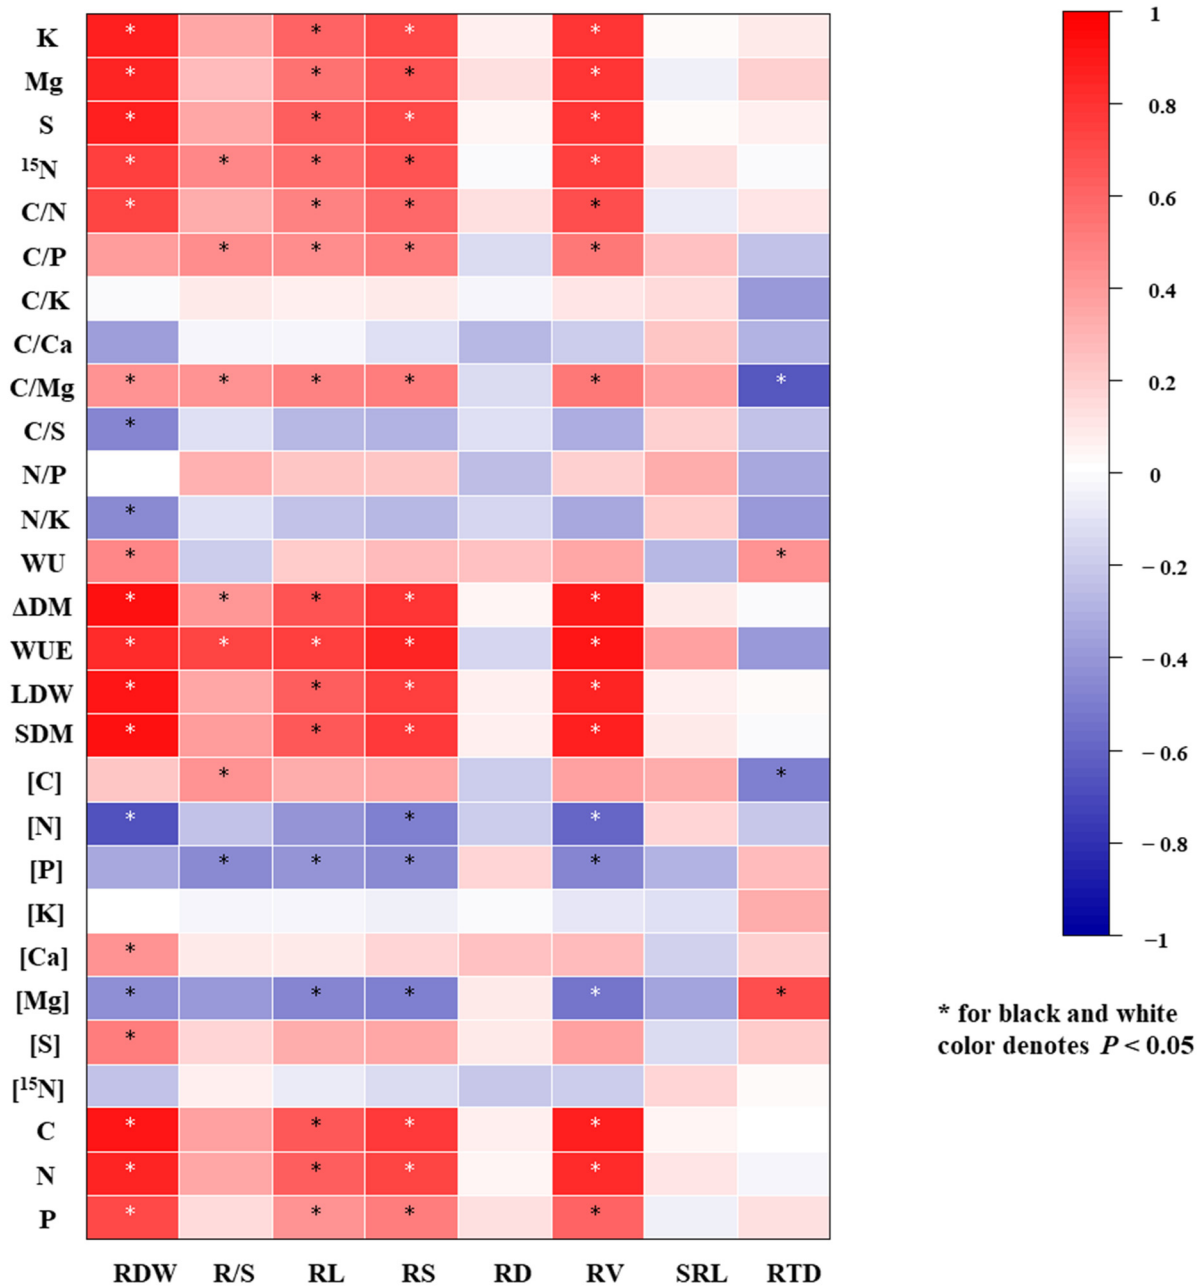 K
Mg
S
¹⁵N
C/N
C/P
C/K
C/Ca
C/Mg
C/S
N/P
N/K
WU
ΔDM
WUE
LDW
SDM
[C]
[N]
[P]
[K]
[Ca]
[Mg]
[S]
[¹⁵N]
C
N
P
RDW R/S RL RS RD RV SRL RTD
1
0.8
0.6
0.4
0.2
0
−0.2
−0.4
−0.6
−0.8
−1
* for black and white
color denotes P < 0.05